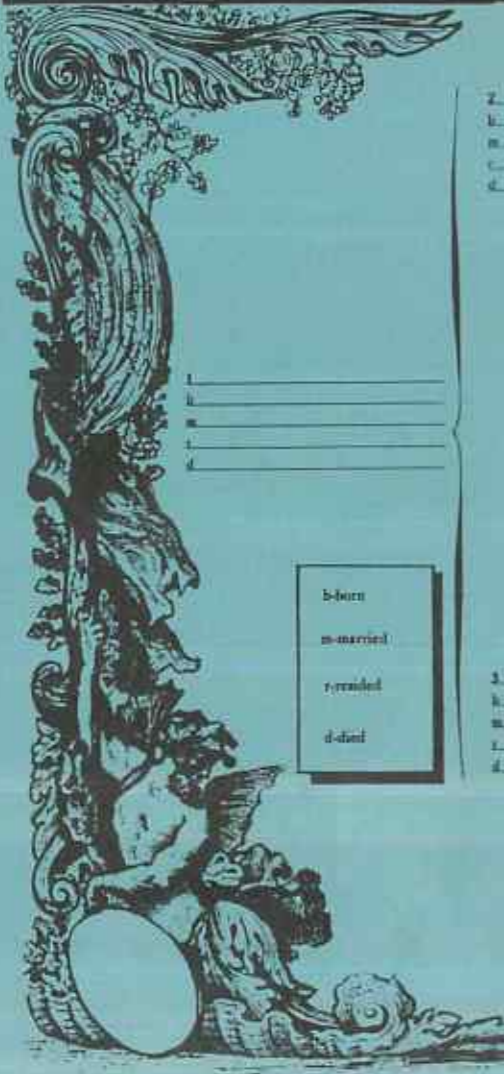 2.
b.
m.
r.
d.
1.
b.
m.
r.
d.
b-born
m-married
r-resided
d-died
3.
b.
m.
r.
d.